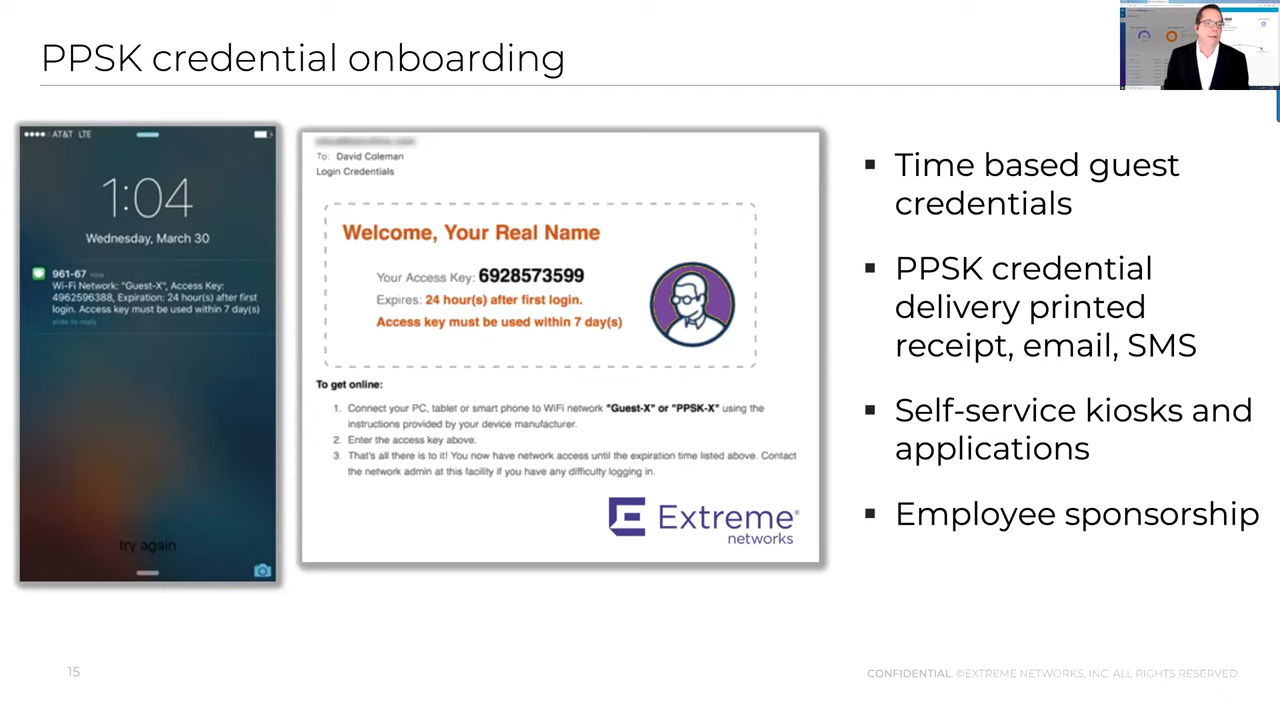 PPSK credential onboarding
AT&T LTE
1:04
Wednesday, March 30
961-67 now
Wi-Fi Network: "Guest-X", Access Key:
4962596388, Expiration: 24 hour(s) after first
login. Access key must be used within 7 day(s)
slide to reply
try again
To: David Coleman
Login Credentials
Welcome, Your Real Name
Your Access Key: 6928573599
Expires: 24 hour(s) after first login.
Access key must be used within 7 day(s)
To get online:
1. Connect your PC, tablet or smart phone to WiFi network "Guest-X" or "PPSK-X" using the
instructions provided by your device manufacturer.
2. Enter the access key above.
3. That's all there is to it! You now have network access until the expiration time listed above. Contact
the network admin at this facility if you have any difficulty logging in.
Extreme®
networks
▪ Time based guest
credentials
▪ PPSK credential
delivery printed
receipt, email, SMS
▪ Self-service kiosks and
applications
▪ Employee sponsorship
15
CONFIDENTIAL. ©EXTREME NETWORKS, INC. ALL RIGHTS RESERVED.